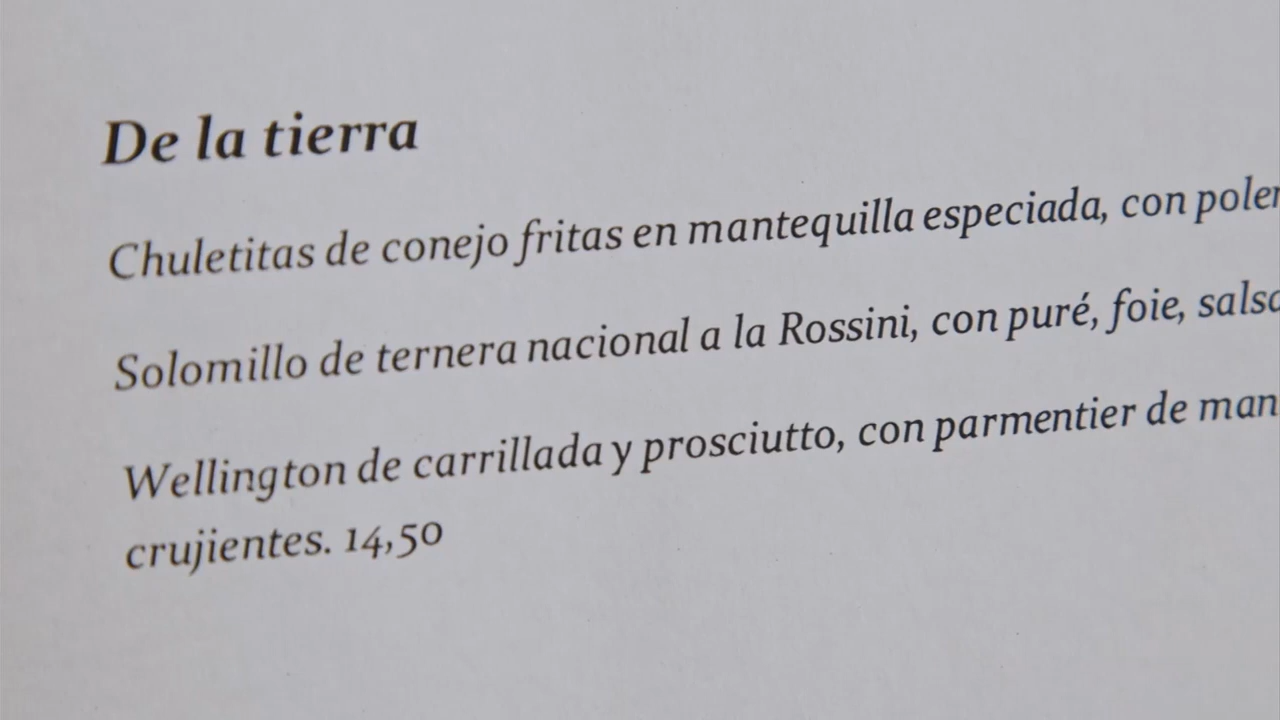 De la tierra
Chuletitas de conejo fritas en mantequilla especiada, con
Solomillo de ternera nacional a la Rossini, con puré, foie,
Wellington de carrillada y prosciutto, con parmentier de
crujientes. 14,50